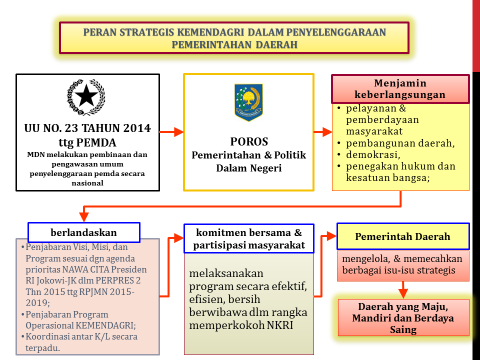 PERAN STRATEGIS KEMENDAGRI DALAM PENYELENGGARAAN
PEMERINTAHAN DAERAH
UU NO. 23 TAHUN 2014
ttg PEMDA
MDN melakukan pembinaan dan
pengawasan umum
penyelenggaraan pemda secara
nasional
POROS
Pemerintahan & Politik
Dalam Negeri
Menjamin
keberlangsungan
• pelayanan &
pemberdayaan
masyarakat
• pembangunan daerah,
• demokrasi,
• penegakan hukum dan
kesatuan bangsa;
berlandaskan
•Penjabaran Visi, Misi, dan
Program sesuai dgn agenda
prioritas NAWA CITA Presiden
RI Jokowi-JK dlm PERPRES 2
Thn 2015 ttg RPJMN 2015-
2019;
•Penjabaran Program
Operasional KEMENDAGRI;
•Koordinasi antar K/L secara
terpadu.
komitmen bersama &
partisipasi masyarakat
melaksanakan
program secara efektif,
efisien, bersih
berwibawa dlm rangka
memperkokoh NKRI
Pemerintah Daerah
mengelola, & memecahkan
berbagai isu-isu strategis
Daerah yang Maju,
Mandiri dan Berdaya
Saing